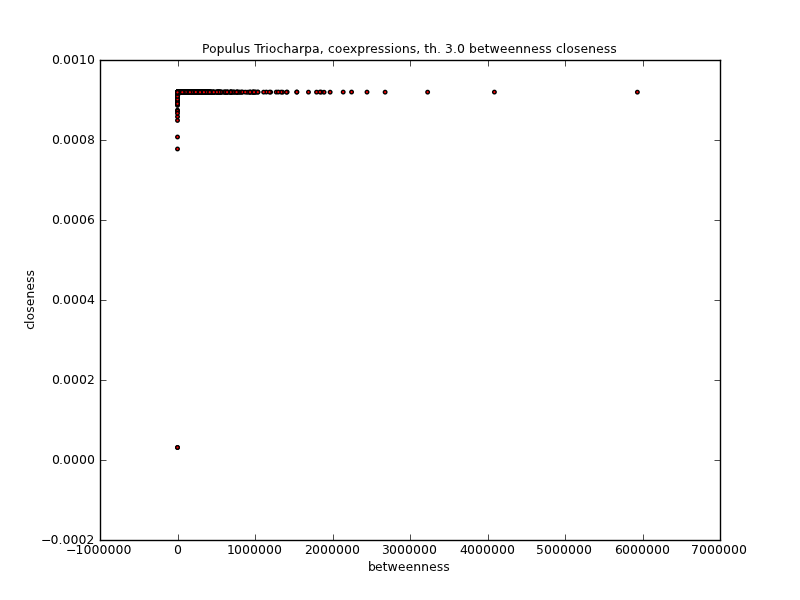 Populus Triocharpa, coexpressions, th. 3.0 betweenness closeness
0.0010
0.0008
0.0006
closeness
0.0004
0.0002
0.0000
−0.0002
−1000000 0 1000000 2000000 3000000 4000000 5000000 6000000 7000000
betweenness